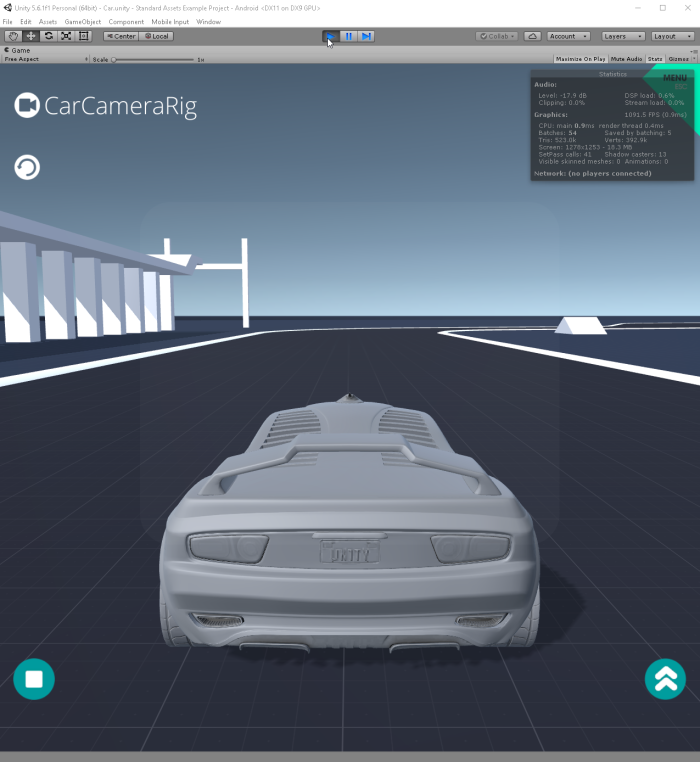 Unity 5.6.1f1 Personal (64bit) - Car.unity - Standard Assets Example Project - Android <DX11 on DX9 GPU>
File Edit Assets GameObject Component Mobile Input Window
Center Local Collab Account Layers Layout
Game
Free Aspect Scale 1x Maximize On Play Mute Audio Stats Gizmos
Statistics
MENU
ESC
Audio:
Level: -17.9 dB DSP load: 0.6%
Clipping: 0.0% Stream load: 0.0%
Graphics: 1091.5 FPS (0.9ms)
CPU: main 0.9ms render thread 0.4ms
Batches: 54 Saved by batching: 5
Tris: 523.0k Verts: 392.9k
Screen: 1278x1253 - 18.3 MB
SetPass calls: 41 Shadow casters: 13
Visible skinned meshes: 0 Animations: 0
Network: (no players connected)
CarCameraRig
UNITY